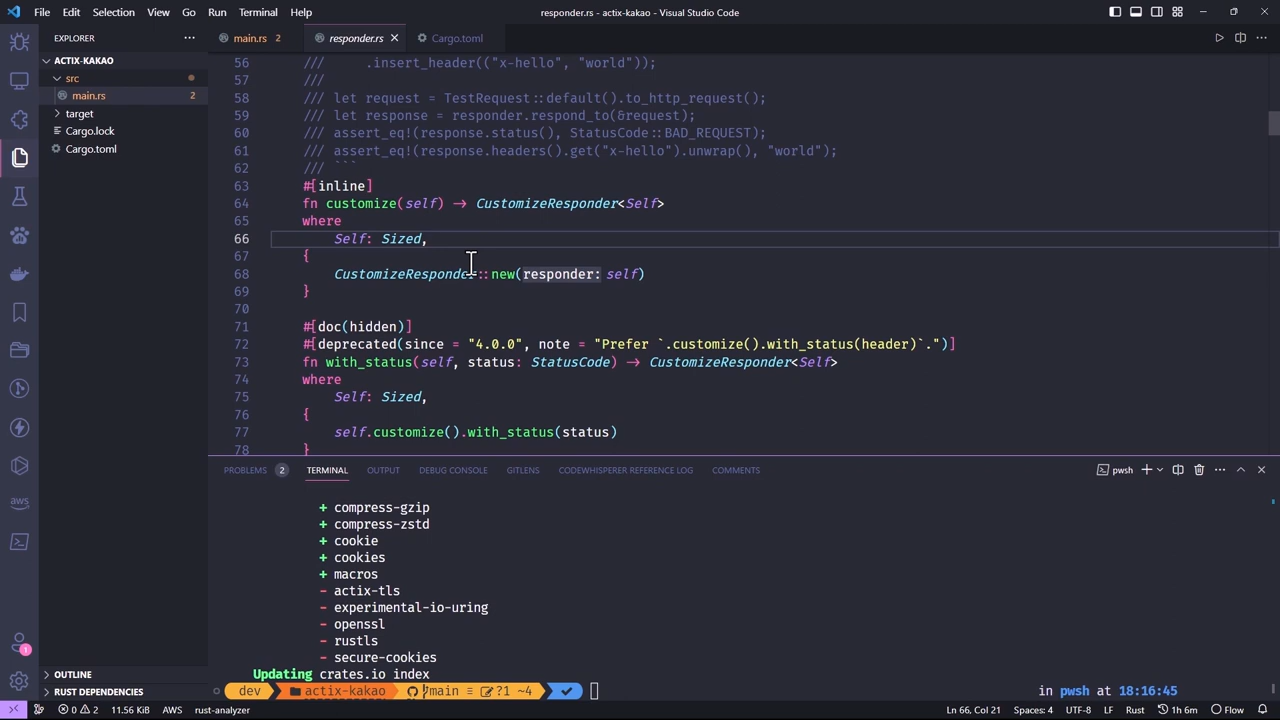 File Edit Selection View Go Run Terminal Help
responder.rs - actix-kakao - Visual Studio Code
EXPLORER
ACTIX-KAKAO
src
main.rs 2
target
Cargo.lock
Cargo.toml
OUTLINE
RUST DEPENDENCIES
main.rs 2 responder.rs Cargo.toml
56 /// .insert_header(("x-hello", "world"));
57 ///
58 /// let request = TestRequest::default().to_http_request();
59 /// let response = responder.respond_to(&request);
60 /// assert_eq!(response.status(), StatusCode::BAD_REQUEST);
61 /// assert_eq!(response.headers().get("x-hello").unwrap(), "world");
62 /// ```
63 #[inline]
64 fn customize(self) → CustomizeResponder<Self>
65 where
66 Self: Sized,
67 {
68 CustomizeResponder::new(responder: self)
69 }
70
71 #[doc(hidden)]
72 #[deprecated(since = "4.0.0", note = "Prefer `.customize().with_status(header)`.")]
73 fn with_status(self, status: StatusCode) → CustomizeResponder<Self>
74 where
75 Self: Sized,
76 {
77 self.customize().with_status(status)
78 }
PROBLEMS 2 TERMINAL OUTPUT DEBUG CONSOLE GITLENS CODEWHISPERER REFERENCE LOG COMMENTS
pwsh
+ compress-gzip
+ compress-zstd
+ cookie
+ cookies
+ macros
- actix-tls
- experimental-io-uring
- openssl
- rustls
- secure-cookies
Updating crates.io index
dev actix-kakao main ≡ ?1 ~4
in pwsh at 18:16:45
0 2 11.56 KiB AWS rust-analyzer
Ln 66, Col 21 Spaces: 4 UTF-8 LF Rust 1h 6m Flow
aws
1